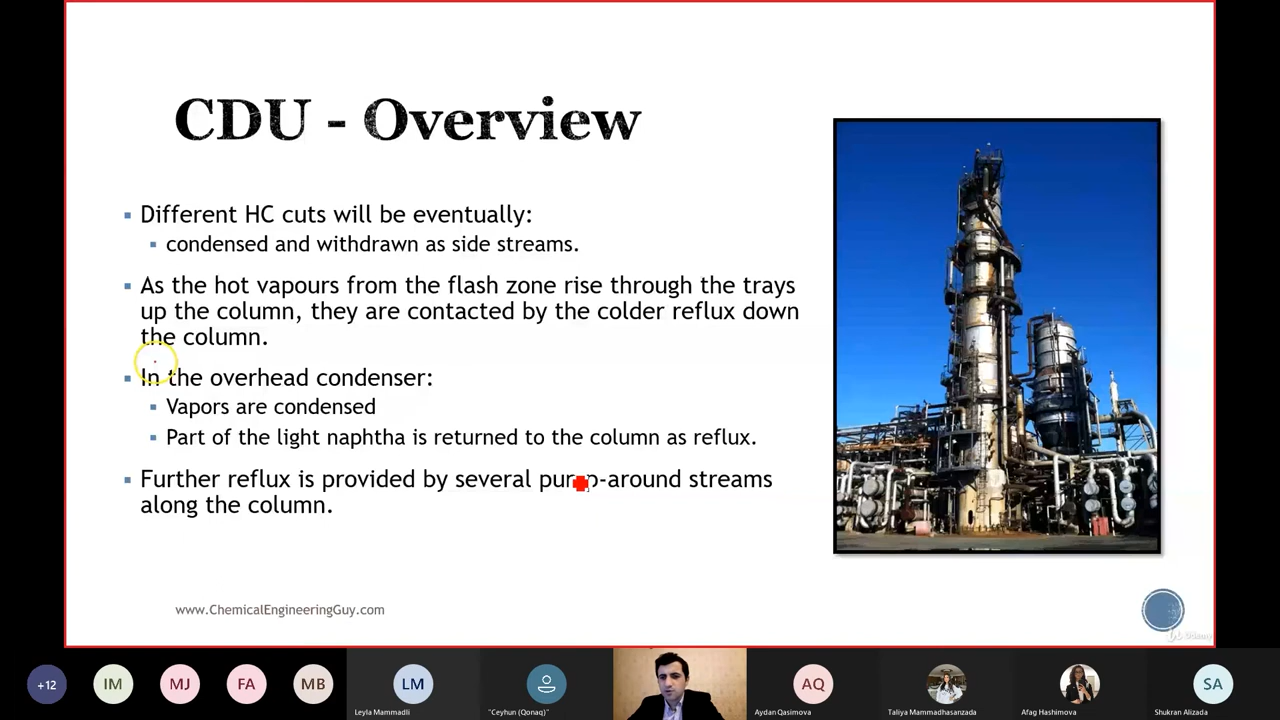 CDU - Overview
Different HC cuts will be eventually:
condensed and withdrawn as side streams.
As the hot vapours from the flash zone rise through the trays
up the column, they are contacted by the colder reflux down
the column.
In the overhead condenser:
Vapors are condensed
Part of the light naphtha is returned to the column as reflux.
Further reflux is provided by several pump-around streams
along the column.
www.ChemicalEngineeringGuy.com
Udemy
+12
IM
MJ
FA
MB
LM
AQ
SA
Leyla Mammadli
"Ceyhun (Qonaq)"
Aydan Qasimova
Taliya Mammadhasanzada
Afag Hashimova
Shukran Alizada